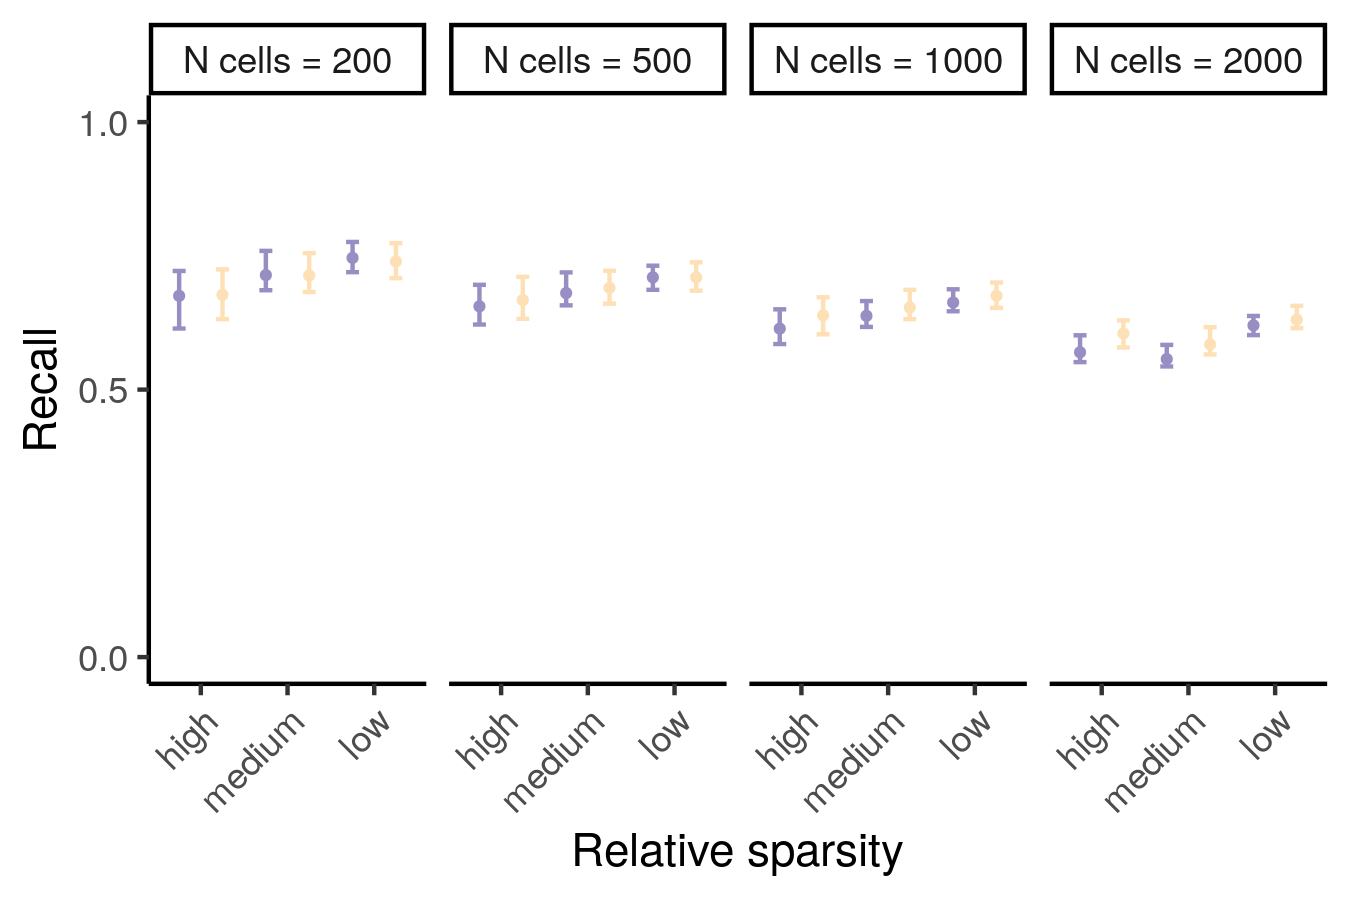 N cells = 200
N cells = 500
N cells = 1000
N cells = 2000
1.0
0.5
0.0
Recall
high
medium
low
high
medium
low
high
medium
low
high
medium
low
Relative sparsity